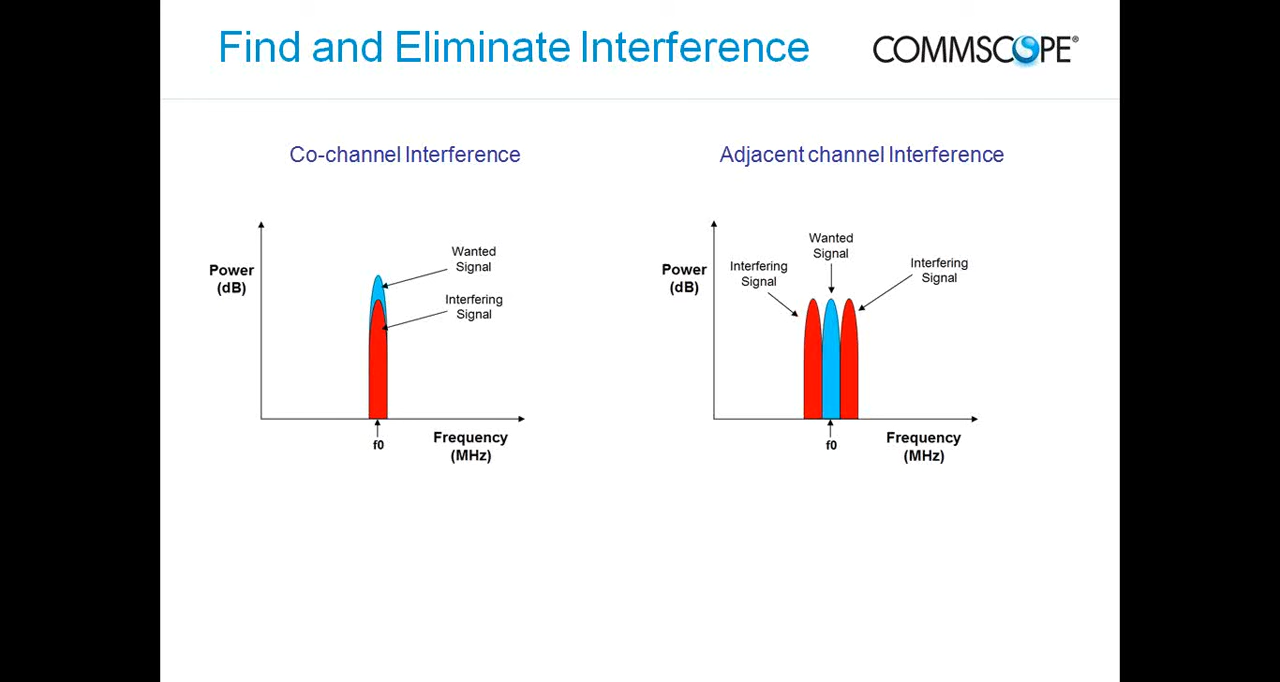 Find and Eliminate Interference
COMMSCOPE®
Co-channel Interference
Power
(dB)
Wanted
Signal
Interfering
Signal
f0
Frequency
(MHz)
Adjacent channel Interference
Power
(dB)
Interfering
Signal
Wanted
Signal
Interfering
Signal
f0
Frequency
(MHz)